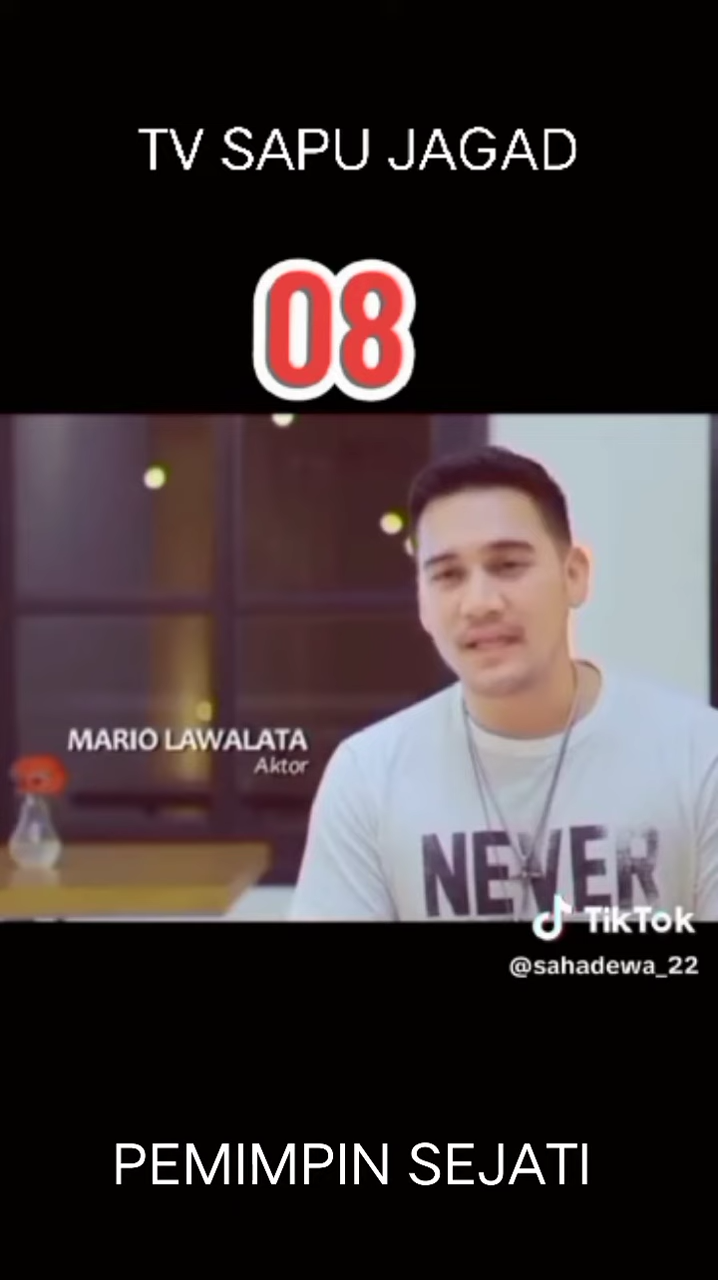 TV SAPU JAGAD
08
MARIO LAWALATA
Aktor
NEVER
TikTok
@sahadewa_22
PEMIMPIN SEJATI